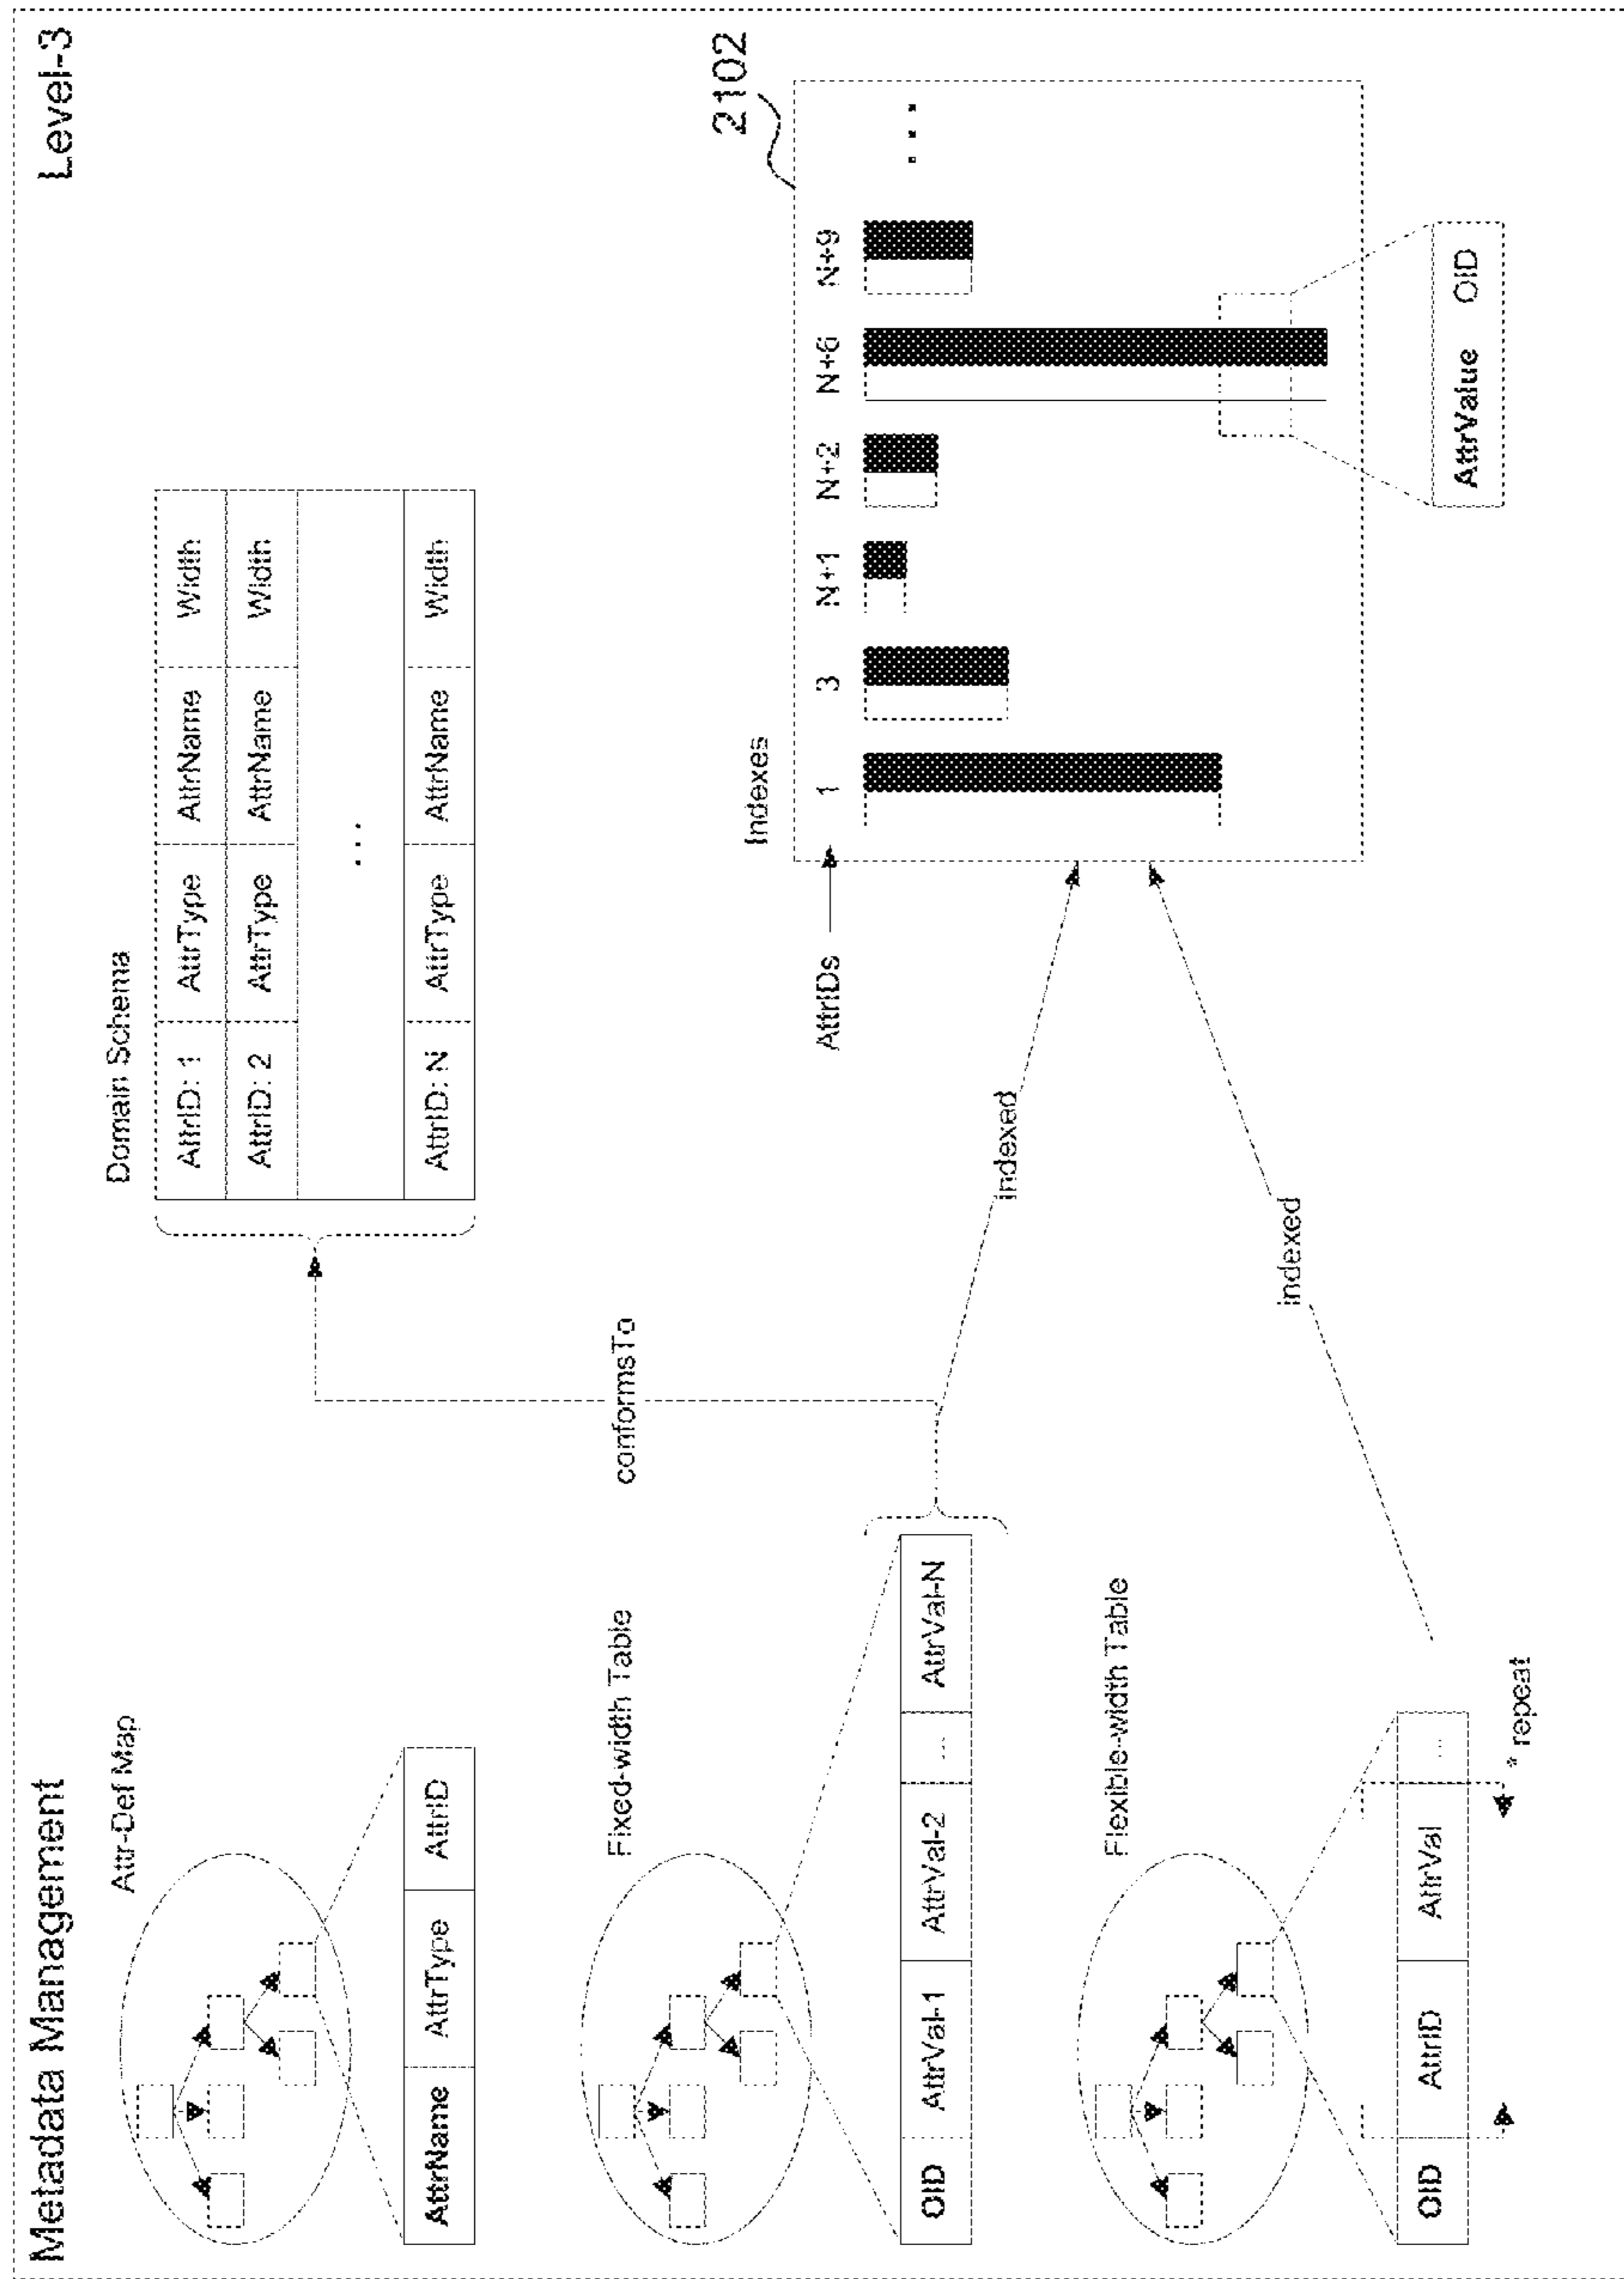 Metadata Management
Level-3
Attr-Def Map
AttrName AttrType AttrID
Domain Schema
AttrID: 1 AttrType AttrName Width
AttrID: 2 AttrType AttrName Width
...
AttrID: N AttrType AttrName Width
conformsTo
Fixed-width Table
OID AttrVal-1 AttrVal-2 ... AttrVal-N
indexed
Flexible-width Table
OID AttrID AttrVal ...
* repeat
indexed
Indexes
2102
AttrIDs
1 3 N+1 N+2 N+6 N+9
...
AttrValue OID